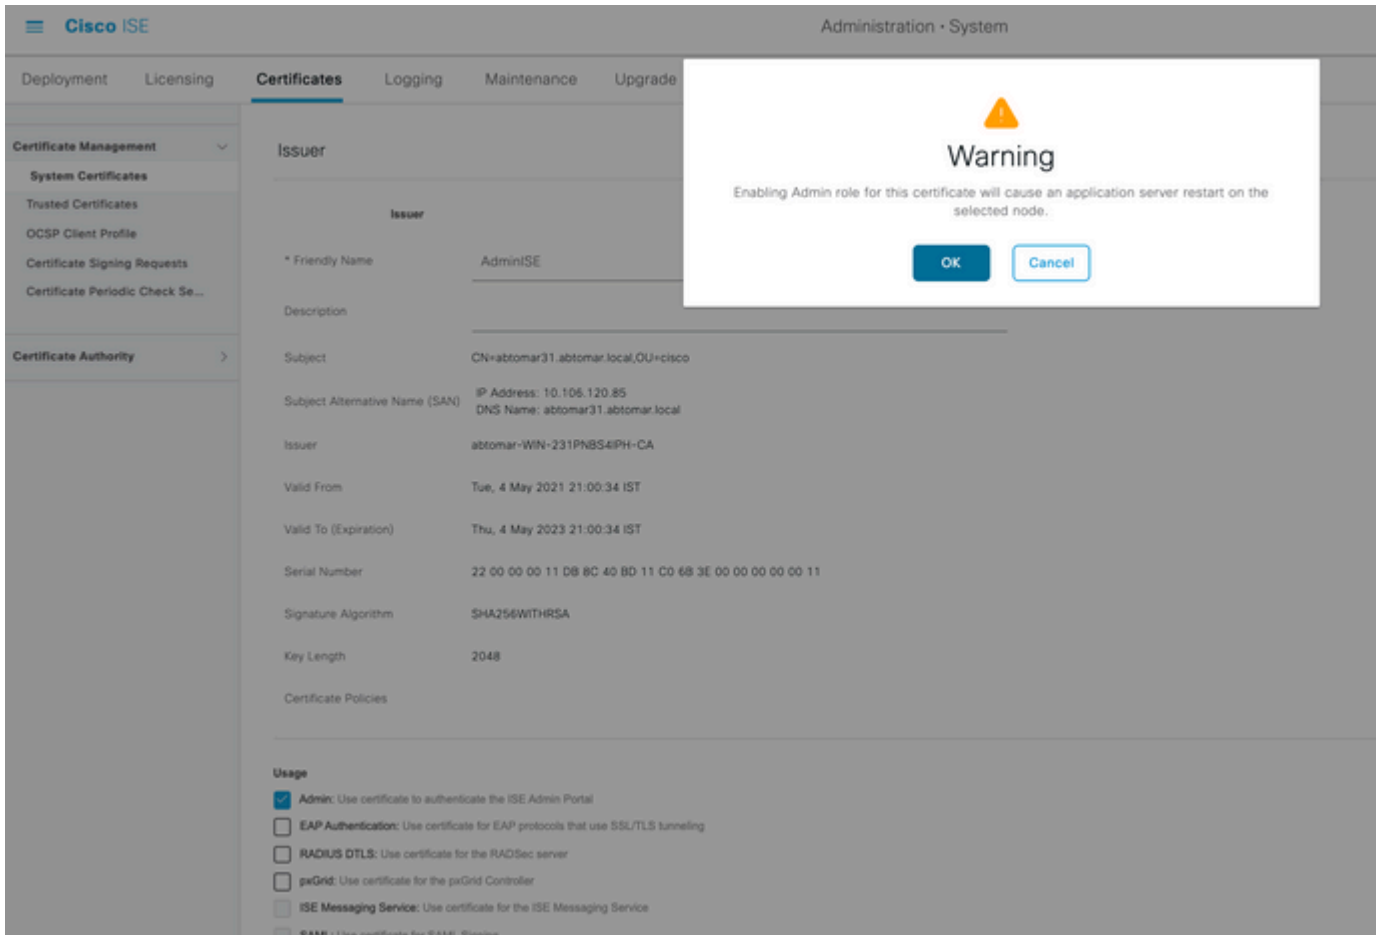 Cisco ISE
Administration · System
Deployment Licensing Certificates Logging Maintenance Upgrade
Warning
Enabling Admin role for this certificate will cause an application server restart on the
selected node.
OK Cancel
Certificate Management
System Certificates
Trusted Certificates
OCSP Client Profile
Certificate Signing Requests
Certificate Periodic Check Se...
Certificate Authority
Issuer
Issuer
* Friendly Name AdminISE
Description
Subject CN=abtomar31.abtomar.local,OU=cisco
Subject Alternative Name (SAN) IP Address: 10.106.120.85
DNS Name: abtomar31.abtomar.local
Issuer abtomar-WIN-231PNBS4IPH-CA
Valid From Tue, 4 May 2021 21:00:34 IST
Valid To (Expiration) Thu, 4 May 2023 21:00:34 IST
Serial Number 22 00 00 00 11 DB 8C 40 BD 11 C0 6B 3E 00 00 00 00 00 11
Signature Algorithm SHA256WITHRSA
Key Length 2048
Certificate Policies
Usage
Admin: Use certificate to authenticate the ISE Admin Portal
EAP Authentication: Use certificate for EAP protocols that use SSL/TLS tunneling
RADIUS DTLS: Use certificate for the RADSec server
pxGrid: Use certificate for the pxGrid Controller
ISE Messaging Service: Use certificate for the ISE Messaging Service
SAML: Use certificate for SAML Signing